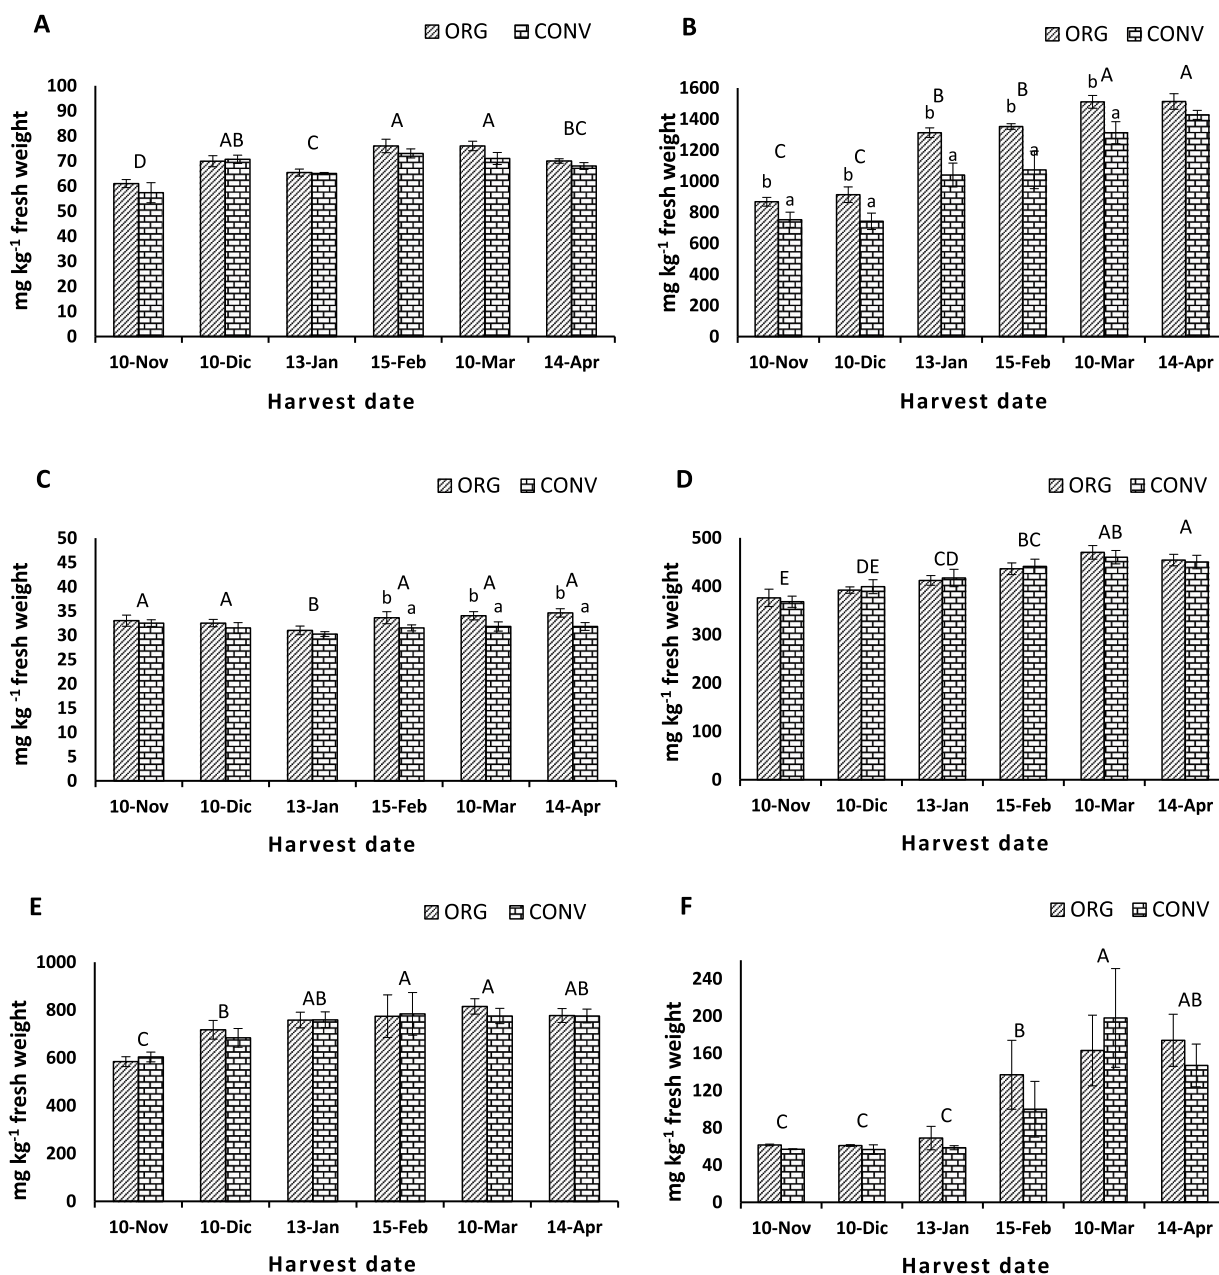 A
ORG CONV
mg kg-1 fresh weight
100
90
80
70
60
50
40
30
20
10
0
D AB C A A BC
10-Nov 10-Dic 13-Jan 15-Feb 10-Mar 14-Apr
Harvest date
B
ORG CONV
mg kg-1 fresh weight
1600
1400
1200
1000
800
600
400
200
0
C C B B A A
b a b a b a b a b a
10-Nov 10-Dic 13-Jan 15-Feb 10-Mar 14-Apr
Harvest date
C
ORG CONV
mg kg -1 fresh weight
50
45
40
35
30
25
20
15
10
5
0
A A B A A A
b a b a b a
10-Nov 10-Dic 13-Jan 15-Feb 10-Mar 14-Apr
Harvest date
D
ORG CONV
mg kg-1 fresh weight
500
400
300
200
100
0
E DE CD BC AB A
10-Nov 10-Dic 13-Jan 15-Feb 10-Mar 14-Apr
Harvest date
E
ORG CONV
mg kg-1 fresh weight
1000
800
600
400
200
0
C B AB A A AB
10-Nov 10-Dic 13-Jan 15-Feb 10-Mar 14-Apr
Harvest date
F
ORG CONV
mg kg-1 fresh weight
240
200
160
120
80
40
0
C C C B A AB
10-Nov 10-Dic 13-Jan 15-Feb 10-Mar 14-Apr
Harvest date